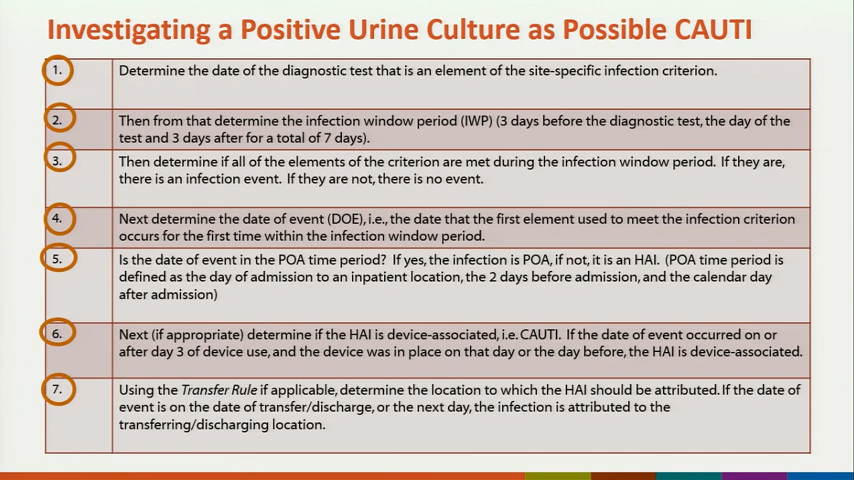 Investigating a Positive Urine Culture as Possible CAUTI
1. Determine the date of the diagnostic test that is an element of the site-specific infection criterion.
2. Then from that determine the infection window period (IWP) (3 days before the diagnostic test, the day of the
test and 3 days after for a total of 7 days).
3. Then determine if all of the elements of the criterion are met during the infection window period. If they are,
there is an infection event. If they are not, there is no event.
4. Next determine the date of event (DOE), i.e., the date that the first element used to meet the infection criterion
occurs for the first time within the infection window period.
5. Is the date of event in the POA time period? If yes, the infection is POA, if not, it is an HAI. (POA time period is
defined as the day of admission to an inpatient location, the 2 days before admission, and the calendar day
after admission)
6. Next (if appropriate) determine if the HAI is device-associated, i.e. CAUTI. If the date of event occurred on or
after day 3 of device use, and the device was in place on that day or the day before, the HAI is device-associated.
7. Using the Transfer Rule if applicable, determine the location to which the HAI should be attributed. If the date of
event is on the date of transfer/discharge, or the next day, the infection is attributed to the
transferring/discharging location.